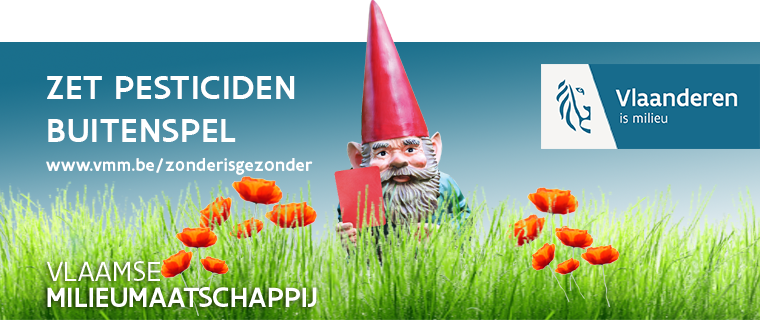 ZET PESTICIDEN
BUITENSPEL
www.vmm.be/zonderisgezonder
Vlaanderen
is milieu
VLAAMSE
MILIEUMAATSCHAPPIJ